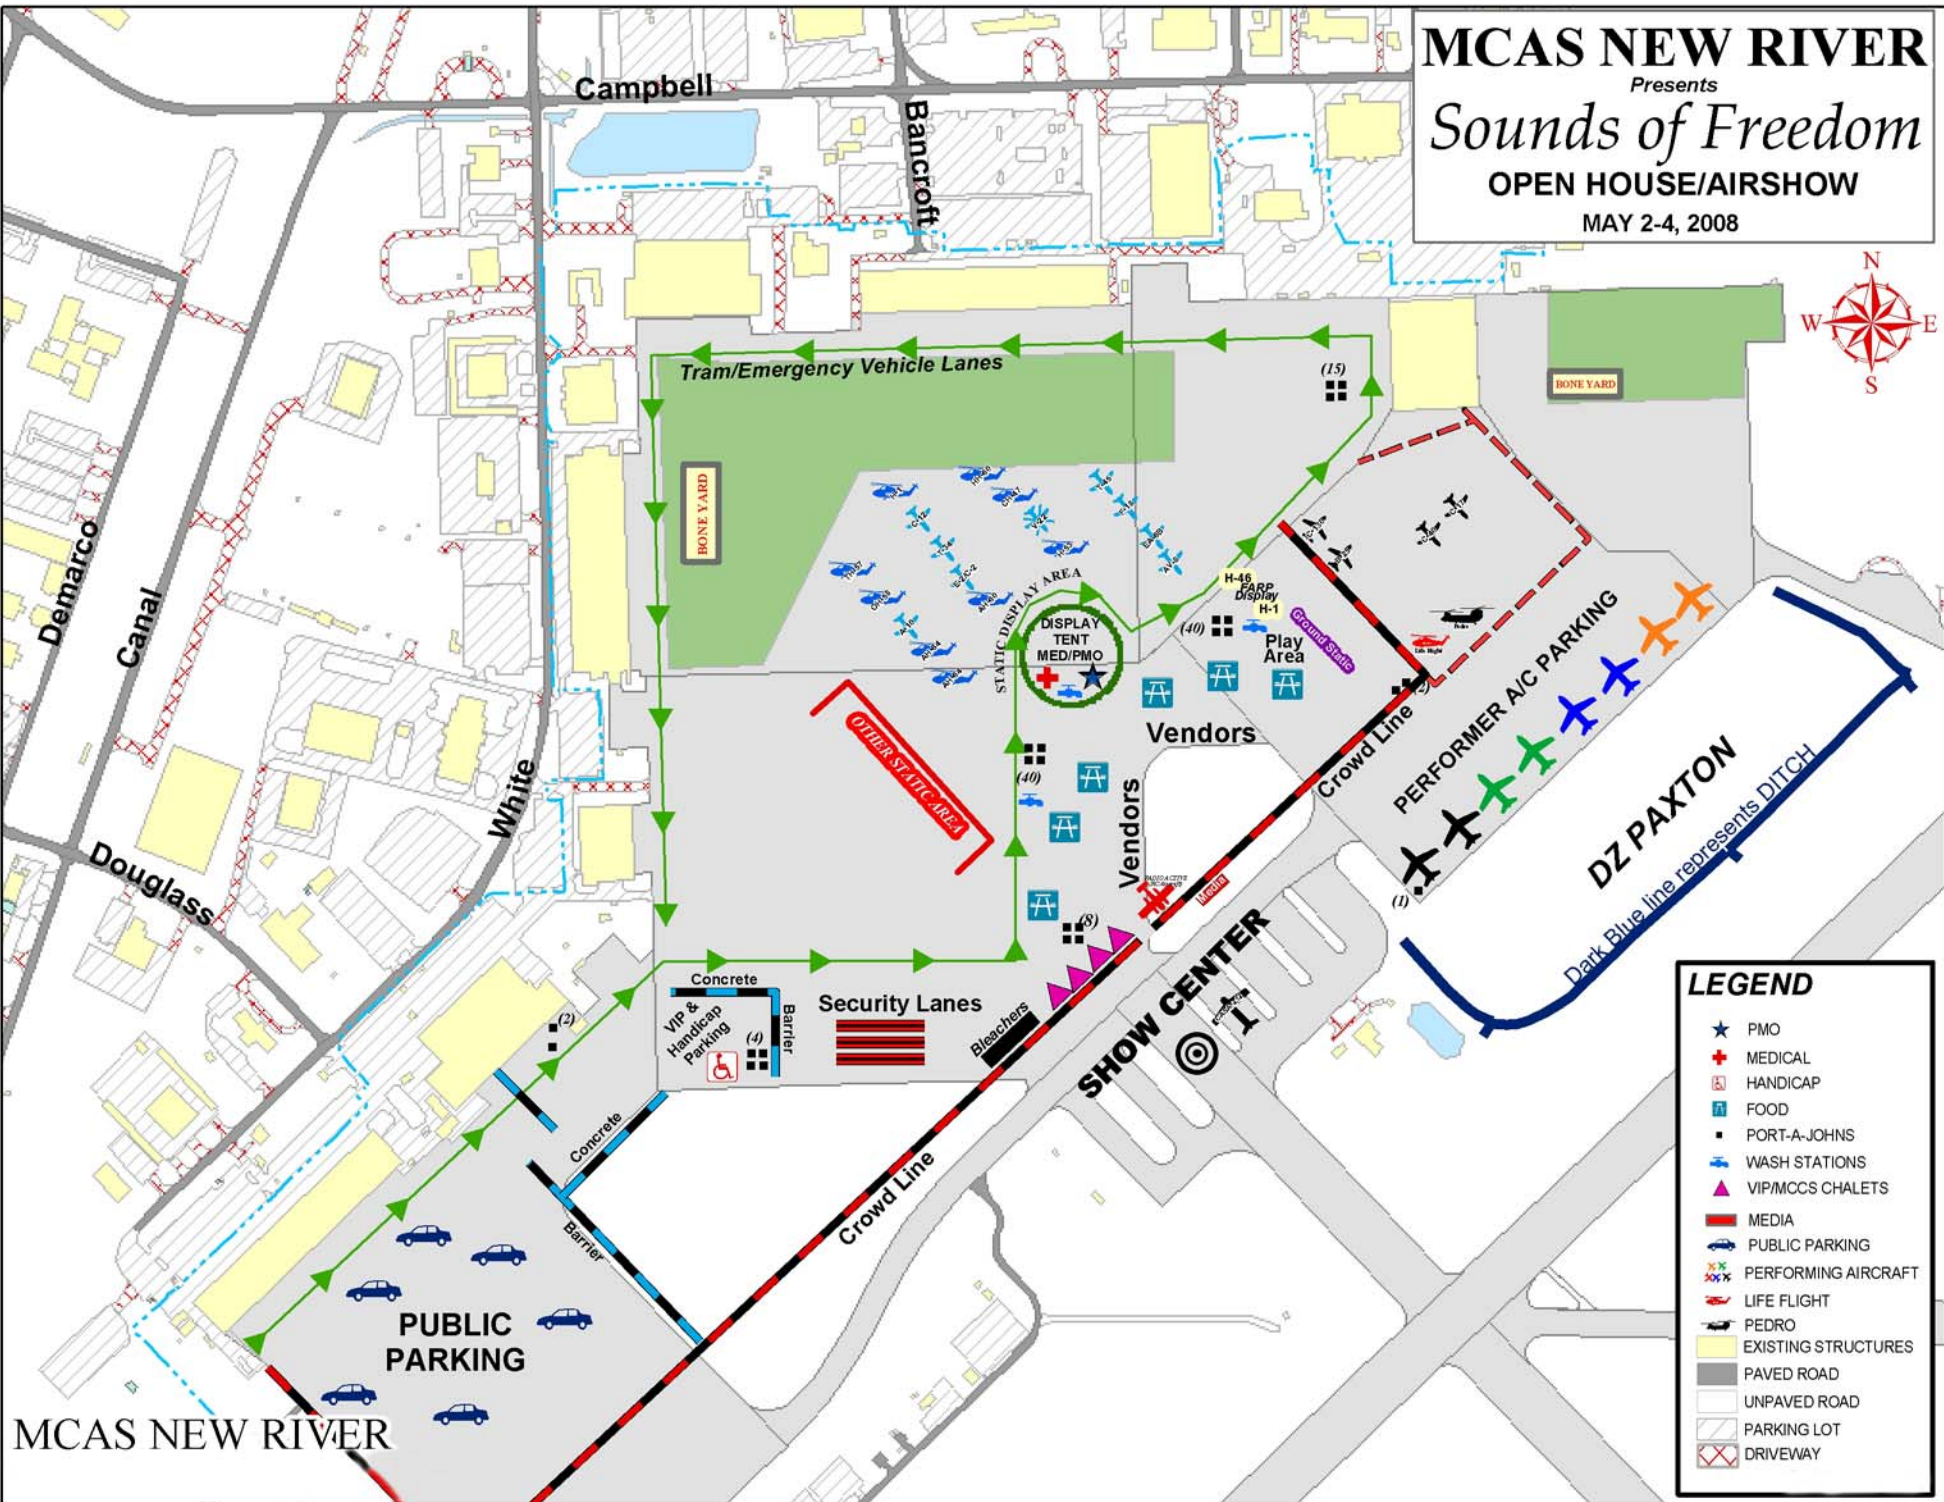 MCAS NEW RIVER
Presents
Sounds of Freedom
OPEN HOUSE/AIRSHOW
MAY 2-4, 2008
N
W
E
S
Campbell
Bancroft
Demarco
Canal
White
Douglass
Tram/Emergency Vehicle Lanes
(15)
BONE YARD
BONE YARD
STATIC DISPLAY AREA
DISPLAY
TENT
MED/PMO
H-46
FARP
Display
H-1
(40)
Play
Area
Ground Static
Vendors
(40)
Vendors
OTHER STATIC AREA
Crowd Line
PERFORMER A/C PARKING
DZ PAXTON
Dark Blue line represents DITCH
(1)
Media
(8)
SHOW CENTER
Bleachers
Security Lanes
Concrete
Barrier
VIP &
Handicap
Parking
(4)
(2)
Concrete
Barrier
Crowd Line
PUBLIC
PARKING
MCAS NEW RIVER
LEGEND
PMO
MEDICAL
HANDICAP
FOOD
PORT-A-JOHNS
WASH STATIONS
VIP/MCCS CHALETS
MEDIA
PUBLIC PARKING
PERFORMING AIRCRAFT
LIFE FLIGHT
PEDRO
EXISTING STRUCTURES
PAVED ROAD
UNPAVED ROAD
PARKING LOT
DRIVEWAY